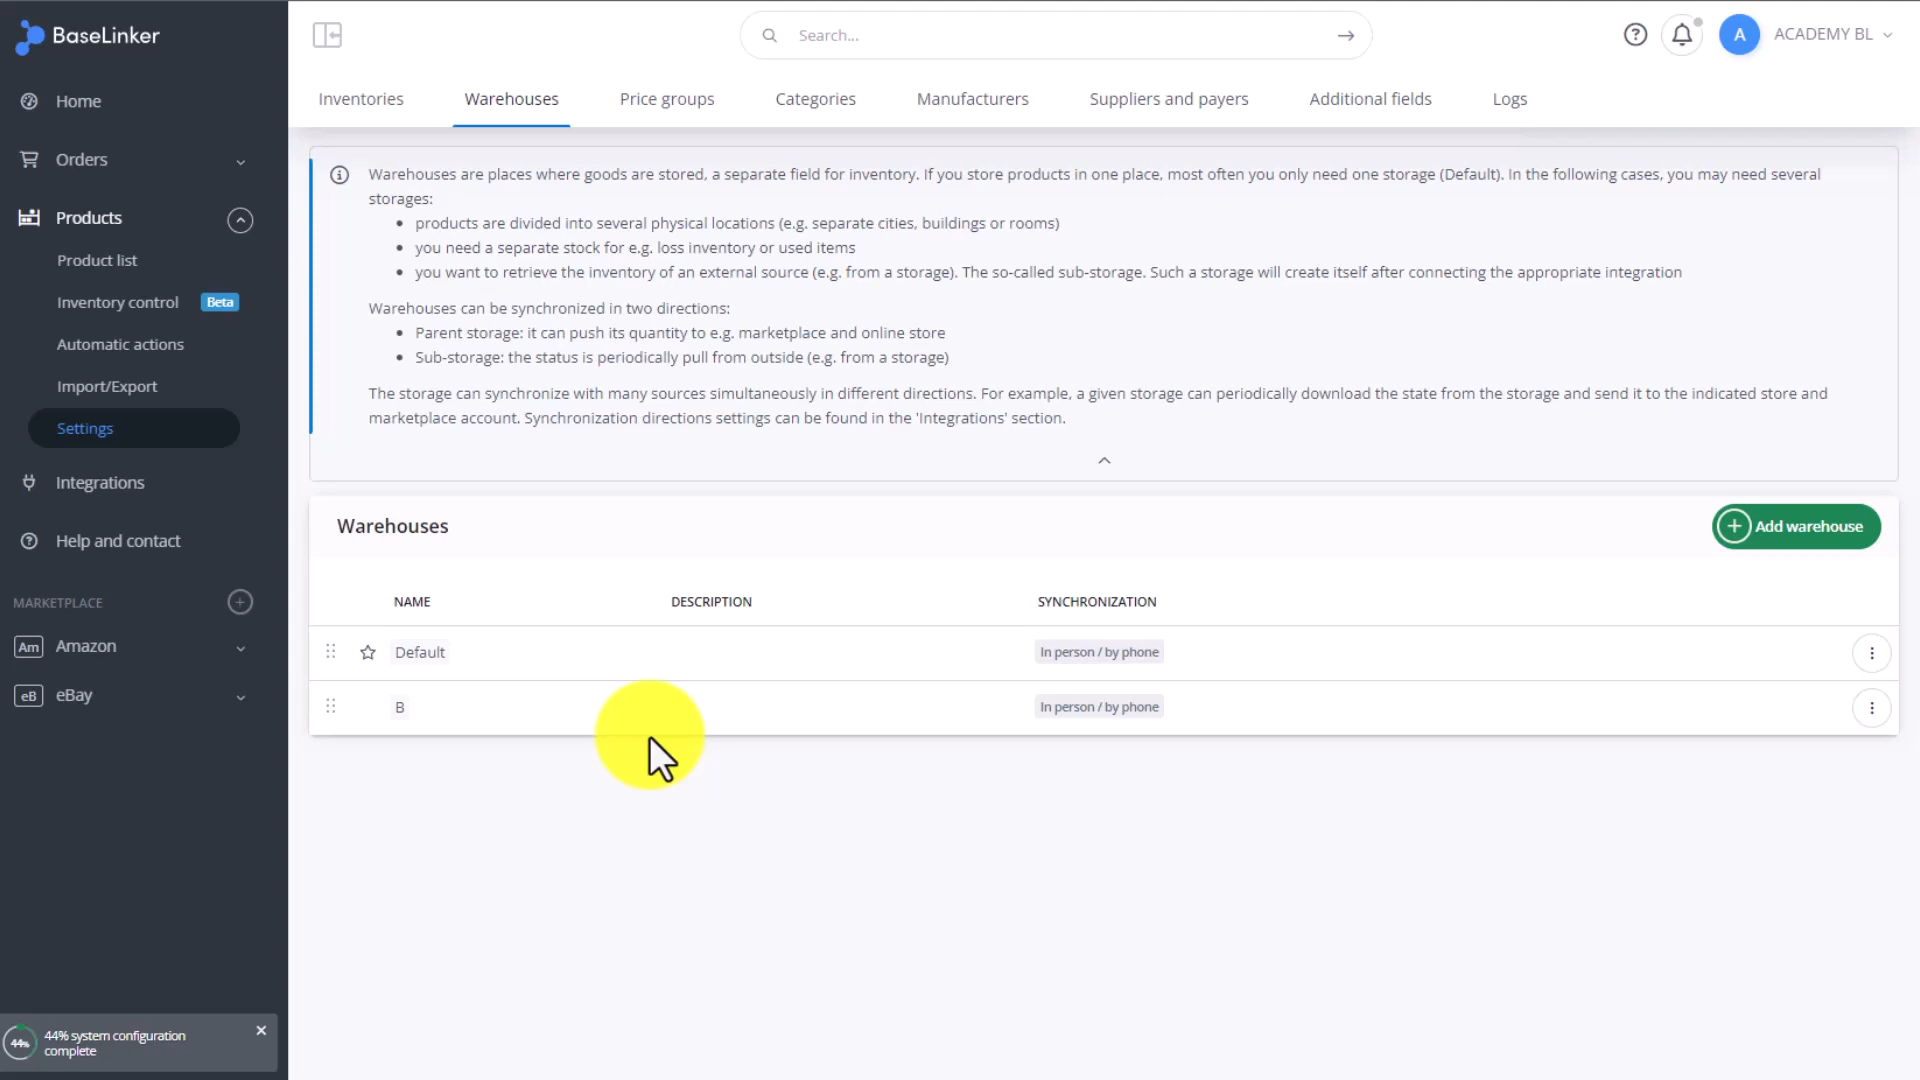 BaseLinker
Search...
A
ACADEMY BL
Home
Orders
Products
Product list
Inventory control Beta
Automatic actions
Import/Export
Settings
Integrations
Help and contact
MARKETPLACE
Am Amazon
eB eBay
44% 44% system configuration
complete
Inventories Warehouses Price groups Categories Manufacturers Suppliers and payers Additional fields Logs
Warehouses are places where goods are stored, a separate field for inventory. If you store products in one place, most often you only need one storage (Default). In the following cases, you may need several
storages:
• products are divided into several physical locations (e.g. separate cities, buildings or rooms)
• you need a separate stock for e.g. loss inventory or used items
• you want to retrieve the inventory of an external source (e.g. from a storage). The so-called sub-storage. Such a storage will create itself after connecting the appropriate integration
Warehouses can be synchronized in two directions:
• Parent storage: it can push its quantity to e.g. marketplace and online store
• Sub-storage: the status is periodically pull from outside (e.g. from a storage)
The storage can synchronize with many sources simultaneously in different directions. For example, a given storage can periodically download the state from the storage and send it to the indicated store and
marketplace account. Synchronization directions settings can be found in the 'Integrations' section.
Warehouses
Add warehouse
NAME DESCRIPTION SYNCHRONIZATION
Default In person / by phone
B In person / by phone